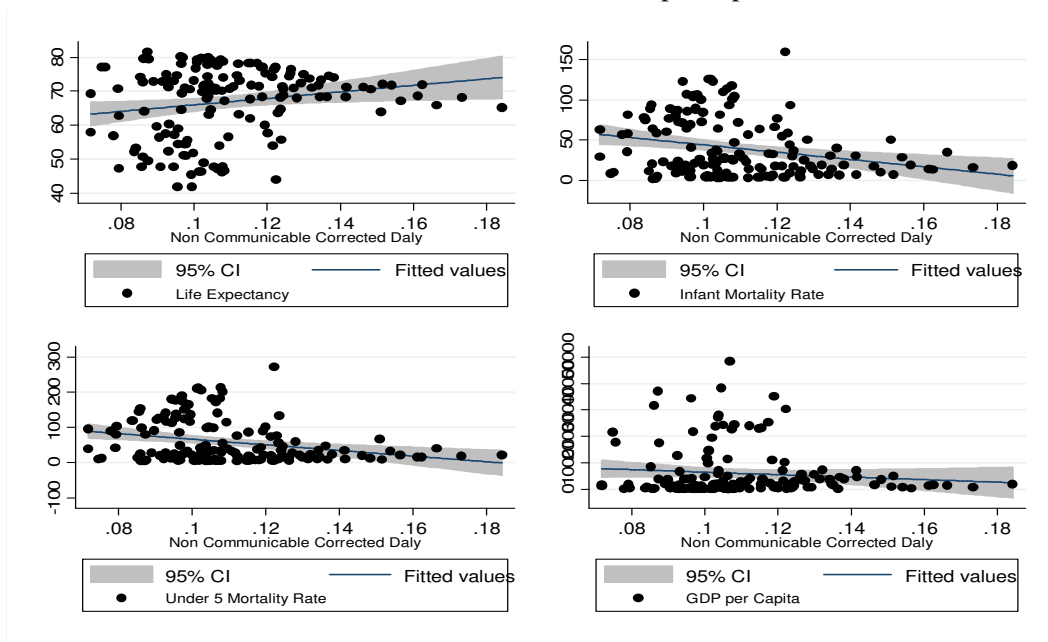 80
70
60
50
40
.08 .1 .12 .14 .16 .18
Non Communicable Corrected Daly
95% CI Fitted values
Life Expectancy
150
100
50
0
.08 .1 .12 .14 .16 .18
Non Communicable Corrected Daly
95% CI Fitted values
Infant Mortality Rate
300
200
100
0
-100
.08 .1 .12 .14 .16 .18
Non Communicable Corrected Daly
95% CI Fitted values
Under 5 Mortality Rate
.08 .1 .12 .14 .16 .18
Non Communicable Corrected Daly
95% CI Fitted values
GDP per Capita